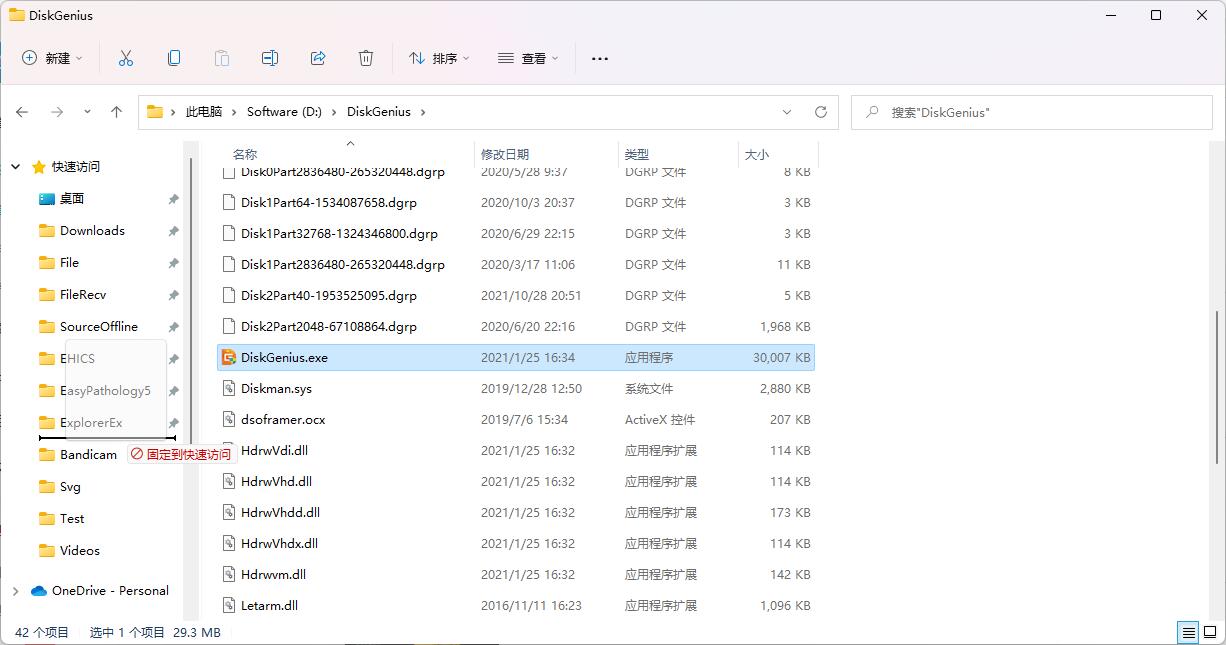 DiskGenius
新建
排序
查看
此电脑 > Software (D:) > DiskGenius >
搜索"DiskGenius"
快速访问
桌面
Downloads
File
FileRecv
SourceOffline
EHICS
EasyPathology5
ExplorerEx
Bandicam
固定到快速访问
Svg
Test
Videos
OneDrive - Personal
名称 修改日期 类型 大小
Disk0Part2836480-265320448.dgrp 2020/5/28 9:37 DGRP 文件 8 KB
Disk1Part64-1534087658.dgrp 2020/10/3 20:37 DGRP 文件 3 KB
Disk1Part32768-1324346800.dgrp 2020/6/29 22:15 DGRP 文件 3 KB
Disk1Part2836480-265320448.dgrp 2020/3/17 11:06 DGRP 文件 11 KB
Disk2Part40-1953525095.dgrp 2021/10/28 20:51 DGRP 文件 5 KB
Disk2Part2048-67108864.dgrp 2020/6/20 22:16 DGRP 文件 1,968 KB
DiskGenius.exe 2021/1/25 16:34 应用程序 30,007 KB
Diskman.sys 2019/12/28 12:50 系统文件 2,880 KB
dsoframer.ocx 2019/7/6 15:34 ActiveX 控件 207 KB
HdrwVdi.dll 2021/1/25 16:32 应用程序扩展 114 KB
HdrwVhd.dll 2021/1/25 16:32 应用程序扩展 114 KB
HdrwVhdd.dll 2021/1/25 16:32 应用程序扩展 173 KB
HdrwVhdx.dll 2021/1/25 16:32 应用程序扩展 114 KB
Hdrwvm.dll 2021/1/25 16:32 应用程序扩展 142 KB
Letarm.dll 2016/11/11 16:23 应用程序扩展 1,096 KB
42 个项目 选中 1 个项目 29.3 MB